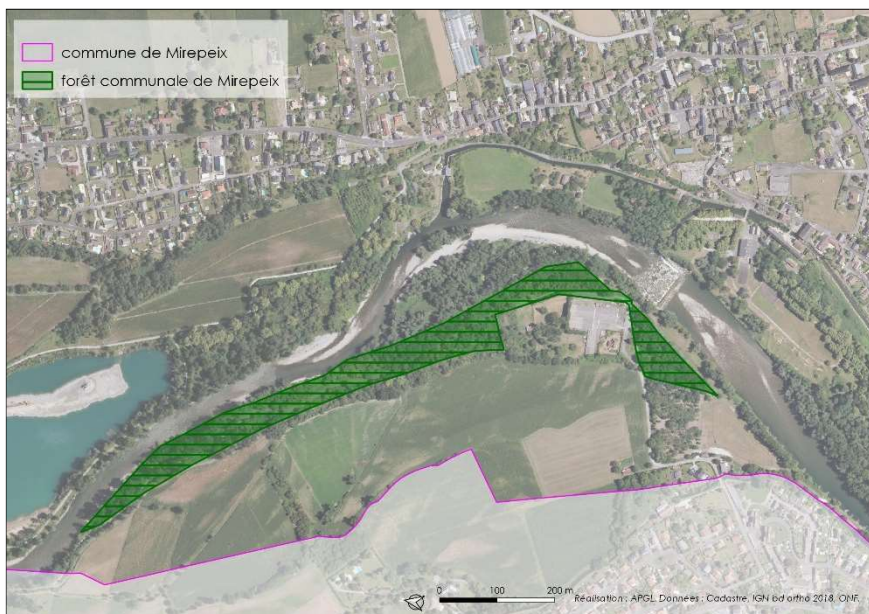 commune de Mirepeix
forêt communale de Mirepeix
0 100 200 m
Réalisation : APGL. Données : Cadastre, IGN bd ortho 2018, ONF.